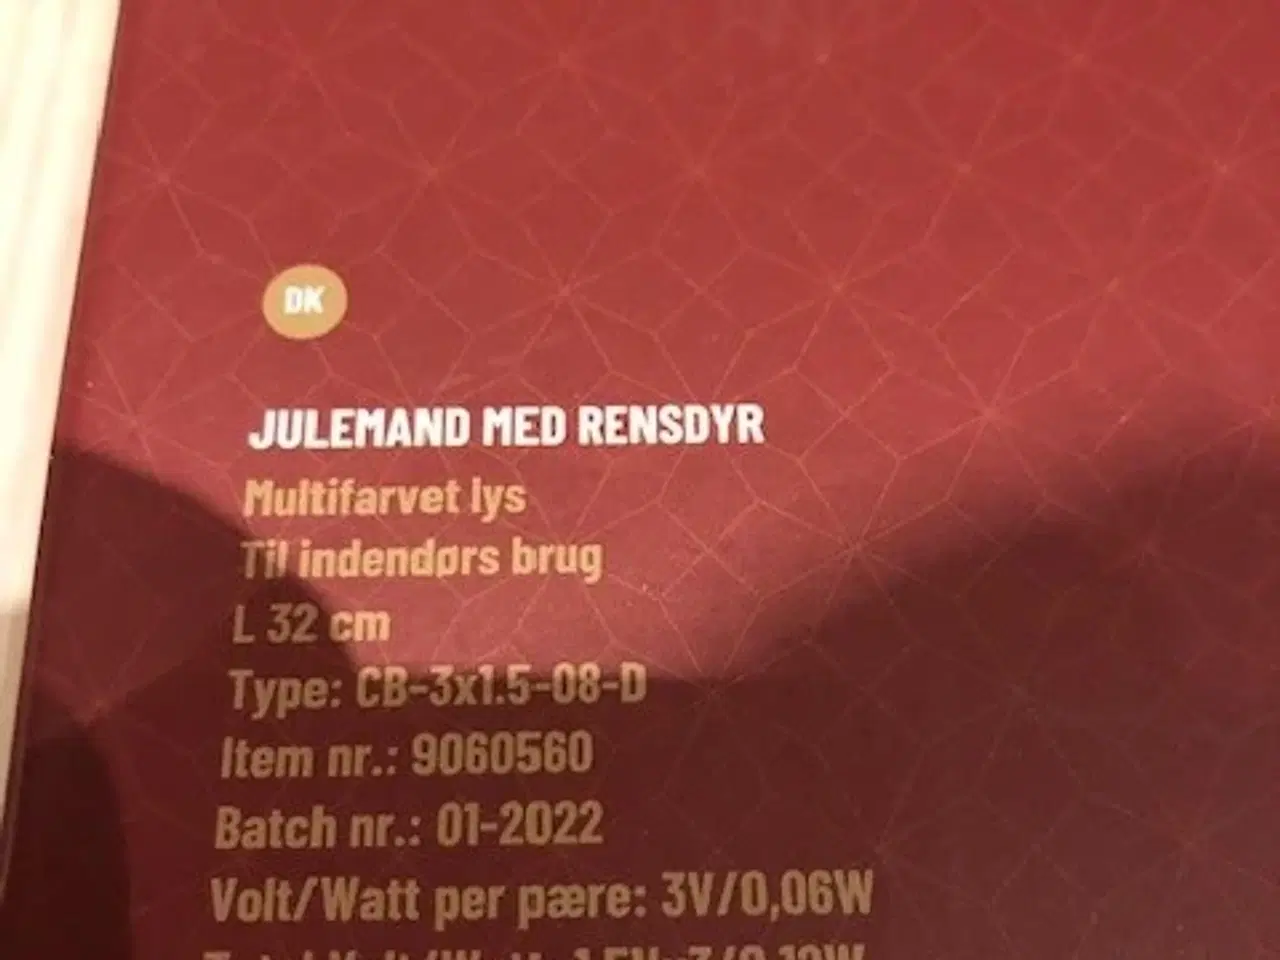 DK
JULEMAND MED RENSDYR
Multifarvet lys
Til indendørs brug
L 32 cm
Type: CB-3x1.5-08-D
Item nr.: 9060560
Batch nr.: 01-2022
Volt/Watt per pære: 3V/0,06W